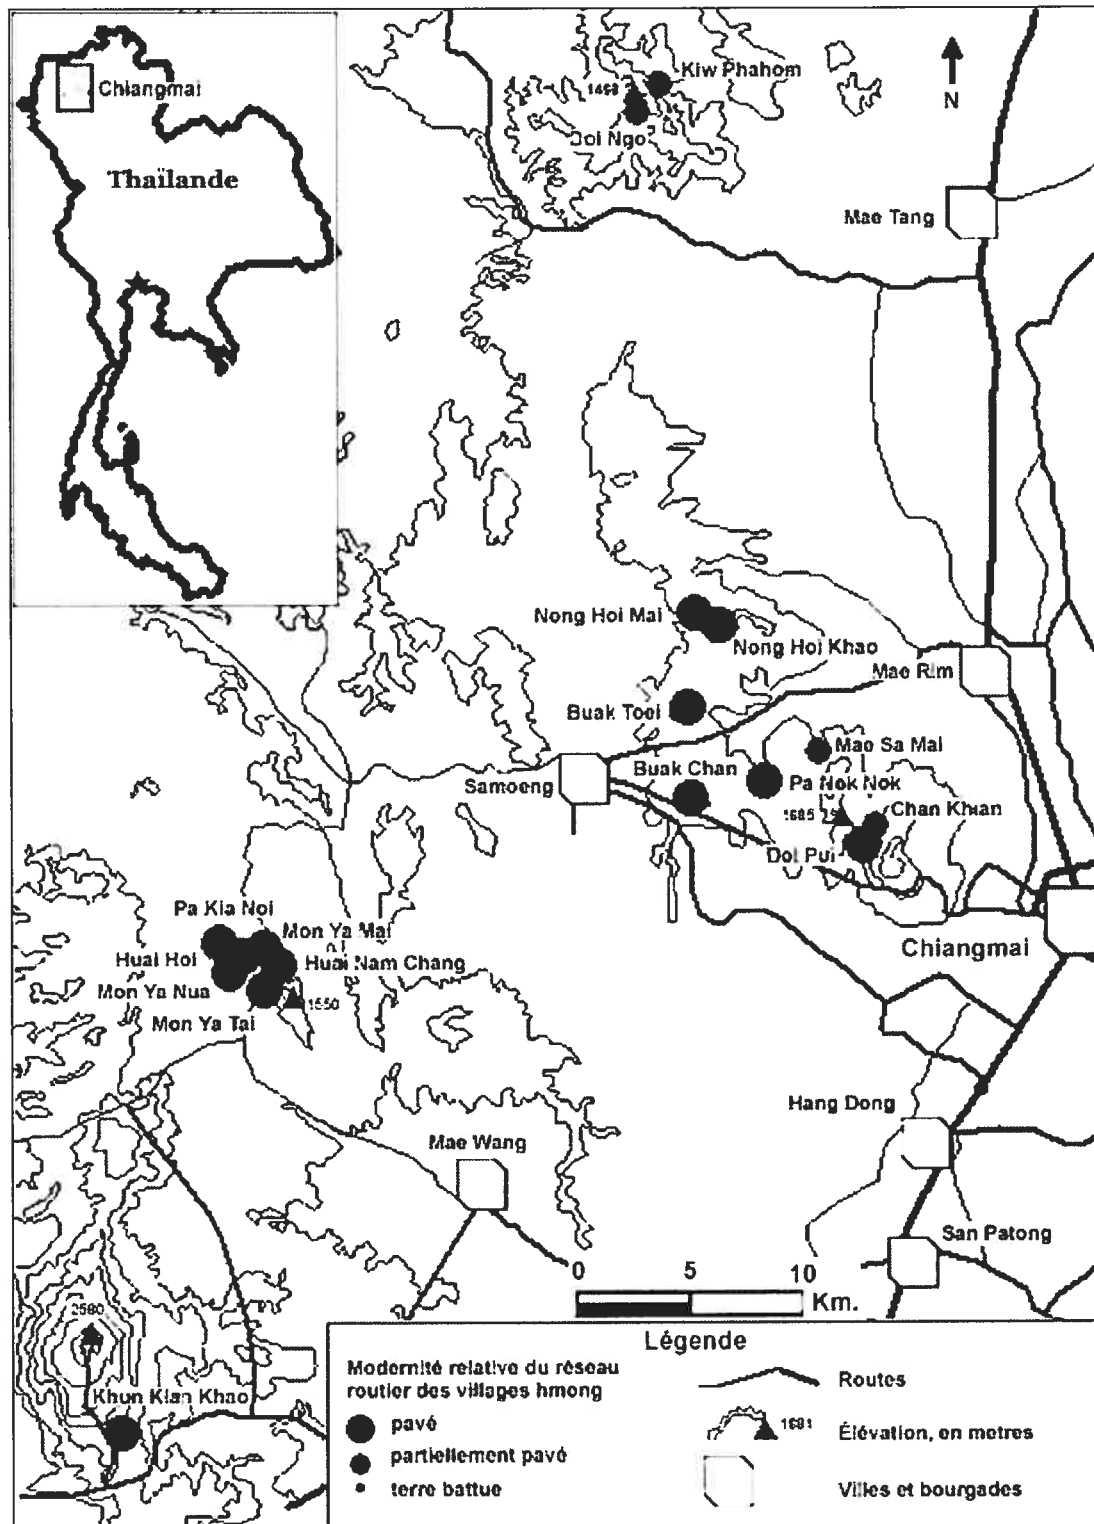 Chiangmai
Thaïlande
Kiw Phahom
1498
Doi Ngo
N
Mae Tang
Nong Hoi Mai
Nong Hoi Khao
Mae Rim
Buak Toei
Mae Sa Mai
Buak Chan
Pa Nok Nok
Samoeng
1685
Chan Khian
Doi Pui
Chiangmai
Pa Kia Noi
Mon Ya Mai
Huai Hoi
Huai Nam Chang
Mon Ya Nua
1550
Mon Ya Tai
Hang Dong
Mae Wang
San Patong
0 5 10
Km.
2580
Khun Klan Khao
Légende
Modernité relative du réseau
routier des villages hmong
pavé
partiellement pavé
terre battue
Routes
1681
Élévation, en metres
Villes et bourgades